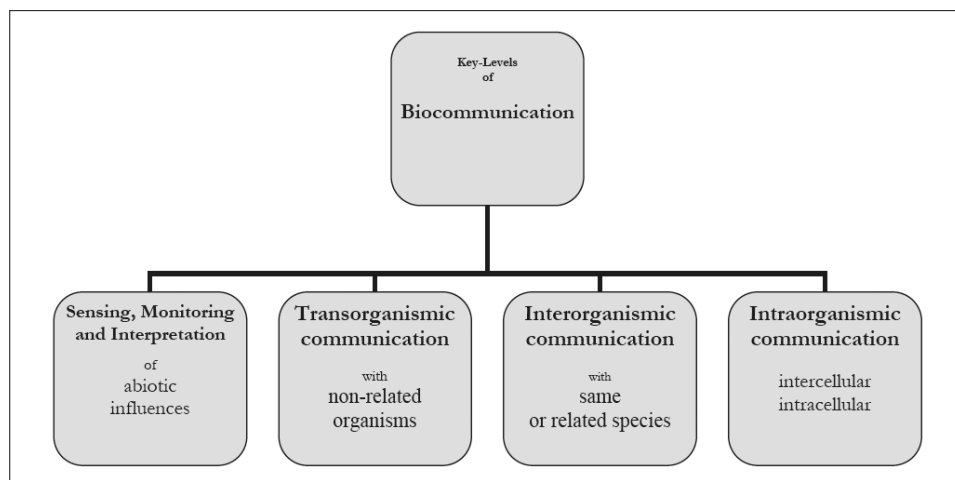 Key-Levels
of
Biocommunication
Sensing, Monitoring
and Interpretation
of
abiotic
influences
Transorganismic
communication
with
non-related
organisms
Interorganismic
communication
with
same
or related species
Intraorganismic
communication
intercellular
intracellular